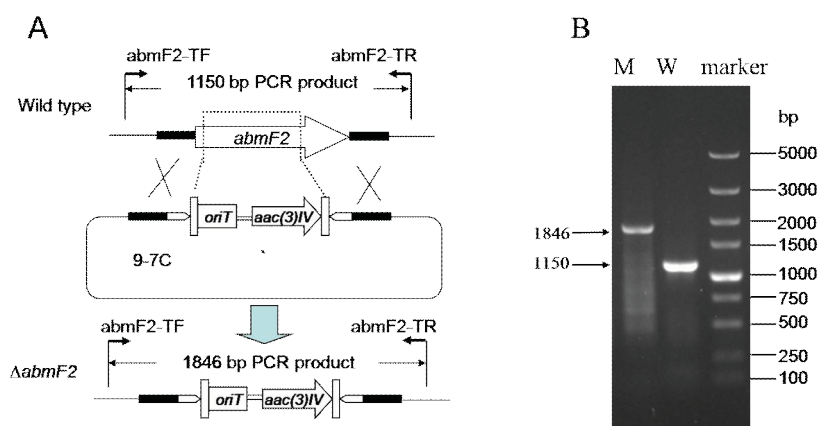 A
abmF2-TF
abmF2-TR
1150 bp PCR product
Wild type
abmF2
oriT
aac(3)IV
9-7C
abmF2-TF
abmF2-TR
1846 bp PCR product
ΔabmF2
oriT
aac(3)IV
B
M W marker
bp
5000
3000
2000
1846
1500
1150
1000
750
500
250
100